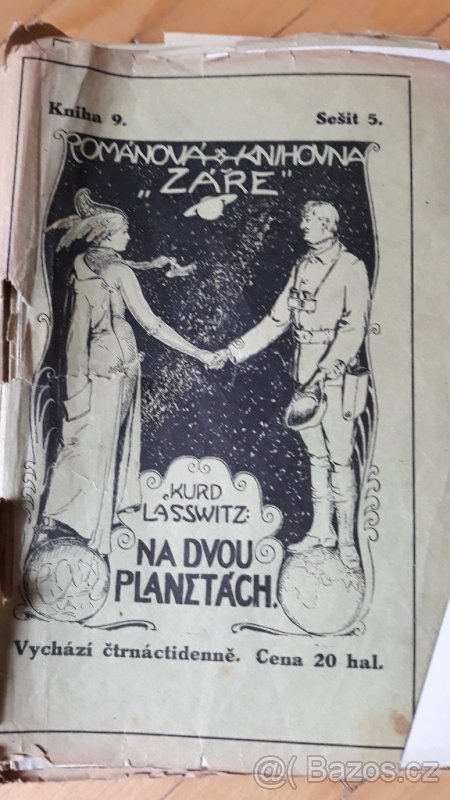 Kniha 9. Sešit 5.
ROMÁNOVÁ KNIHOVNA
„ZÁŘE"
KURD
LASSWITZ:
NA DVOU
PLANETÁCH.
Vychází čtrnáctidenně. Cena 20 hal.
@ Bazos.cz